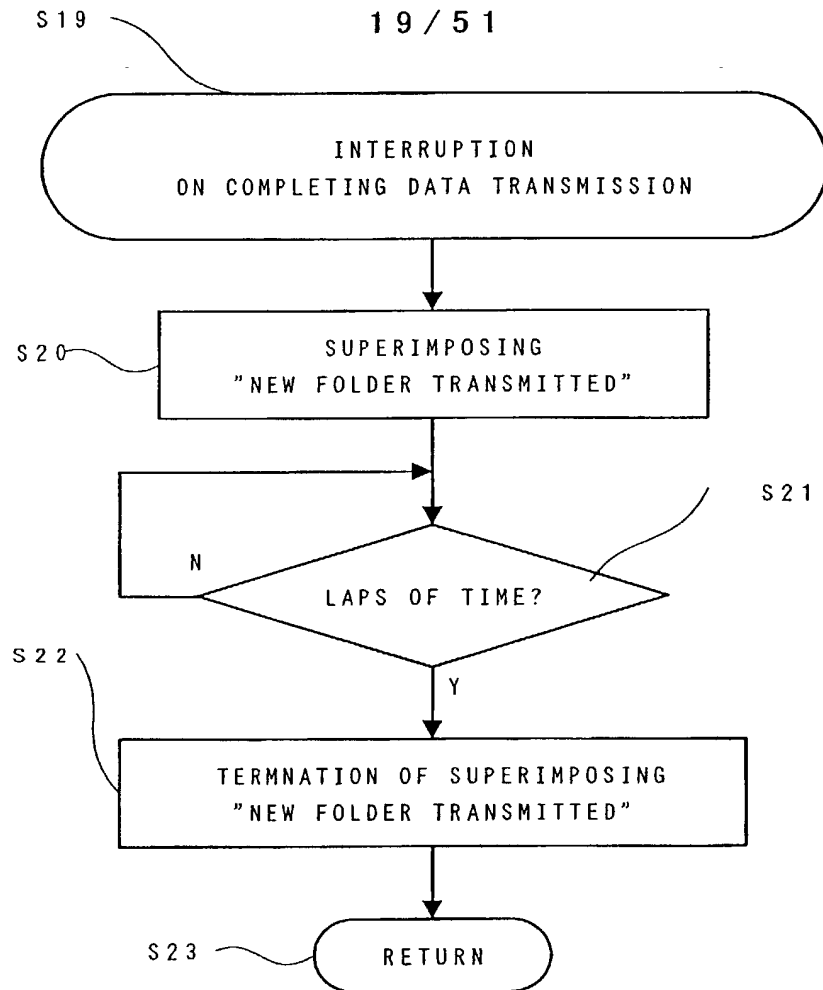 19/51
S19
INTERRUPTION
ON COMPLETING DATA TRANSMISSION
S20
SUPERIMPOSING
"NEW FOLDER TRANSMITTED"
S21
N
LAPS OF TIME?
S22
Y
TERMNATION OF SUPERIMPOSING
"NEW FOLDER TRANSMITTED"
S23
RETURN